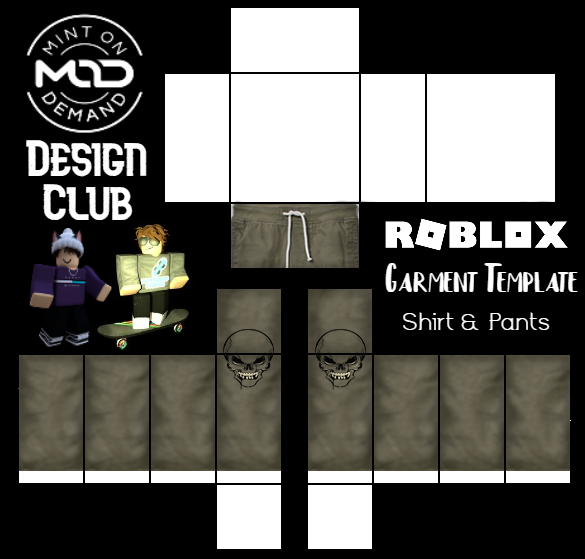 MINT ON
MOD
DEMAND
DESIGN
CLUB
ROBLOX
GARMENT TEMPLATE
Shirt & Pants